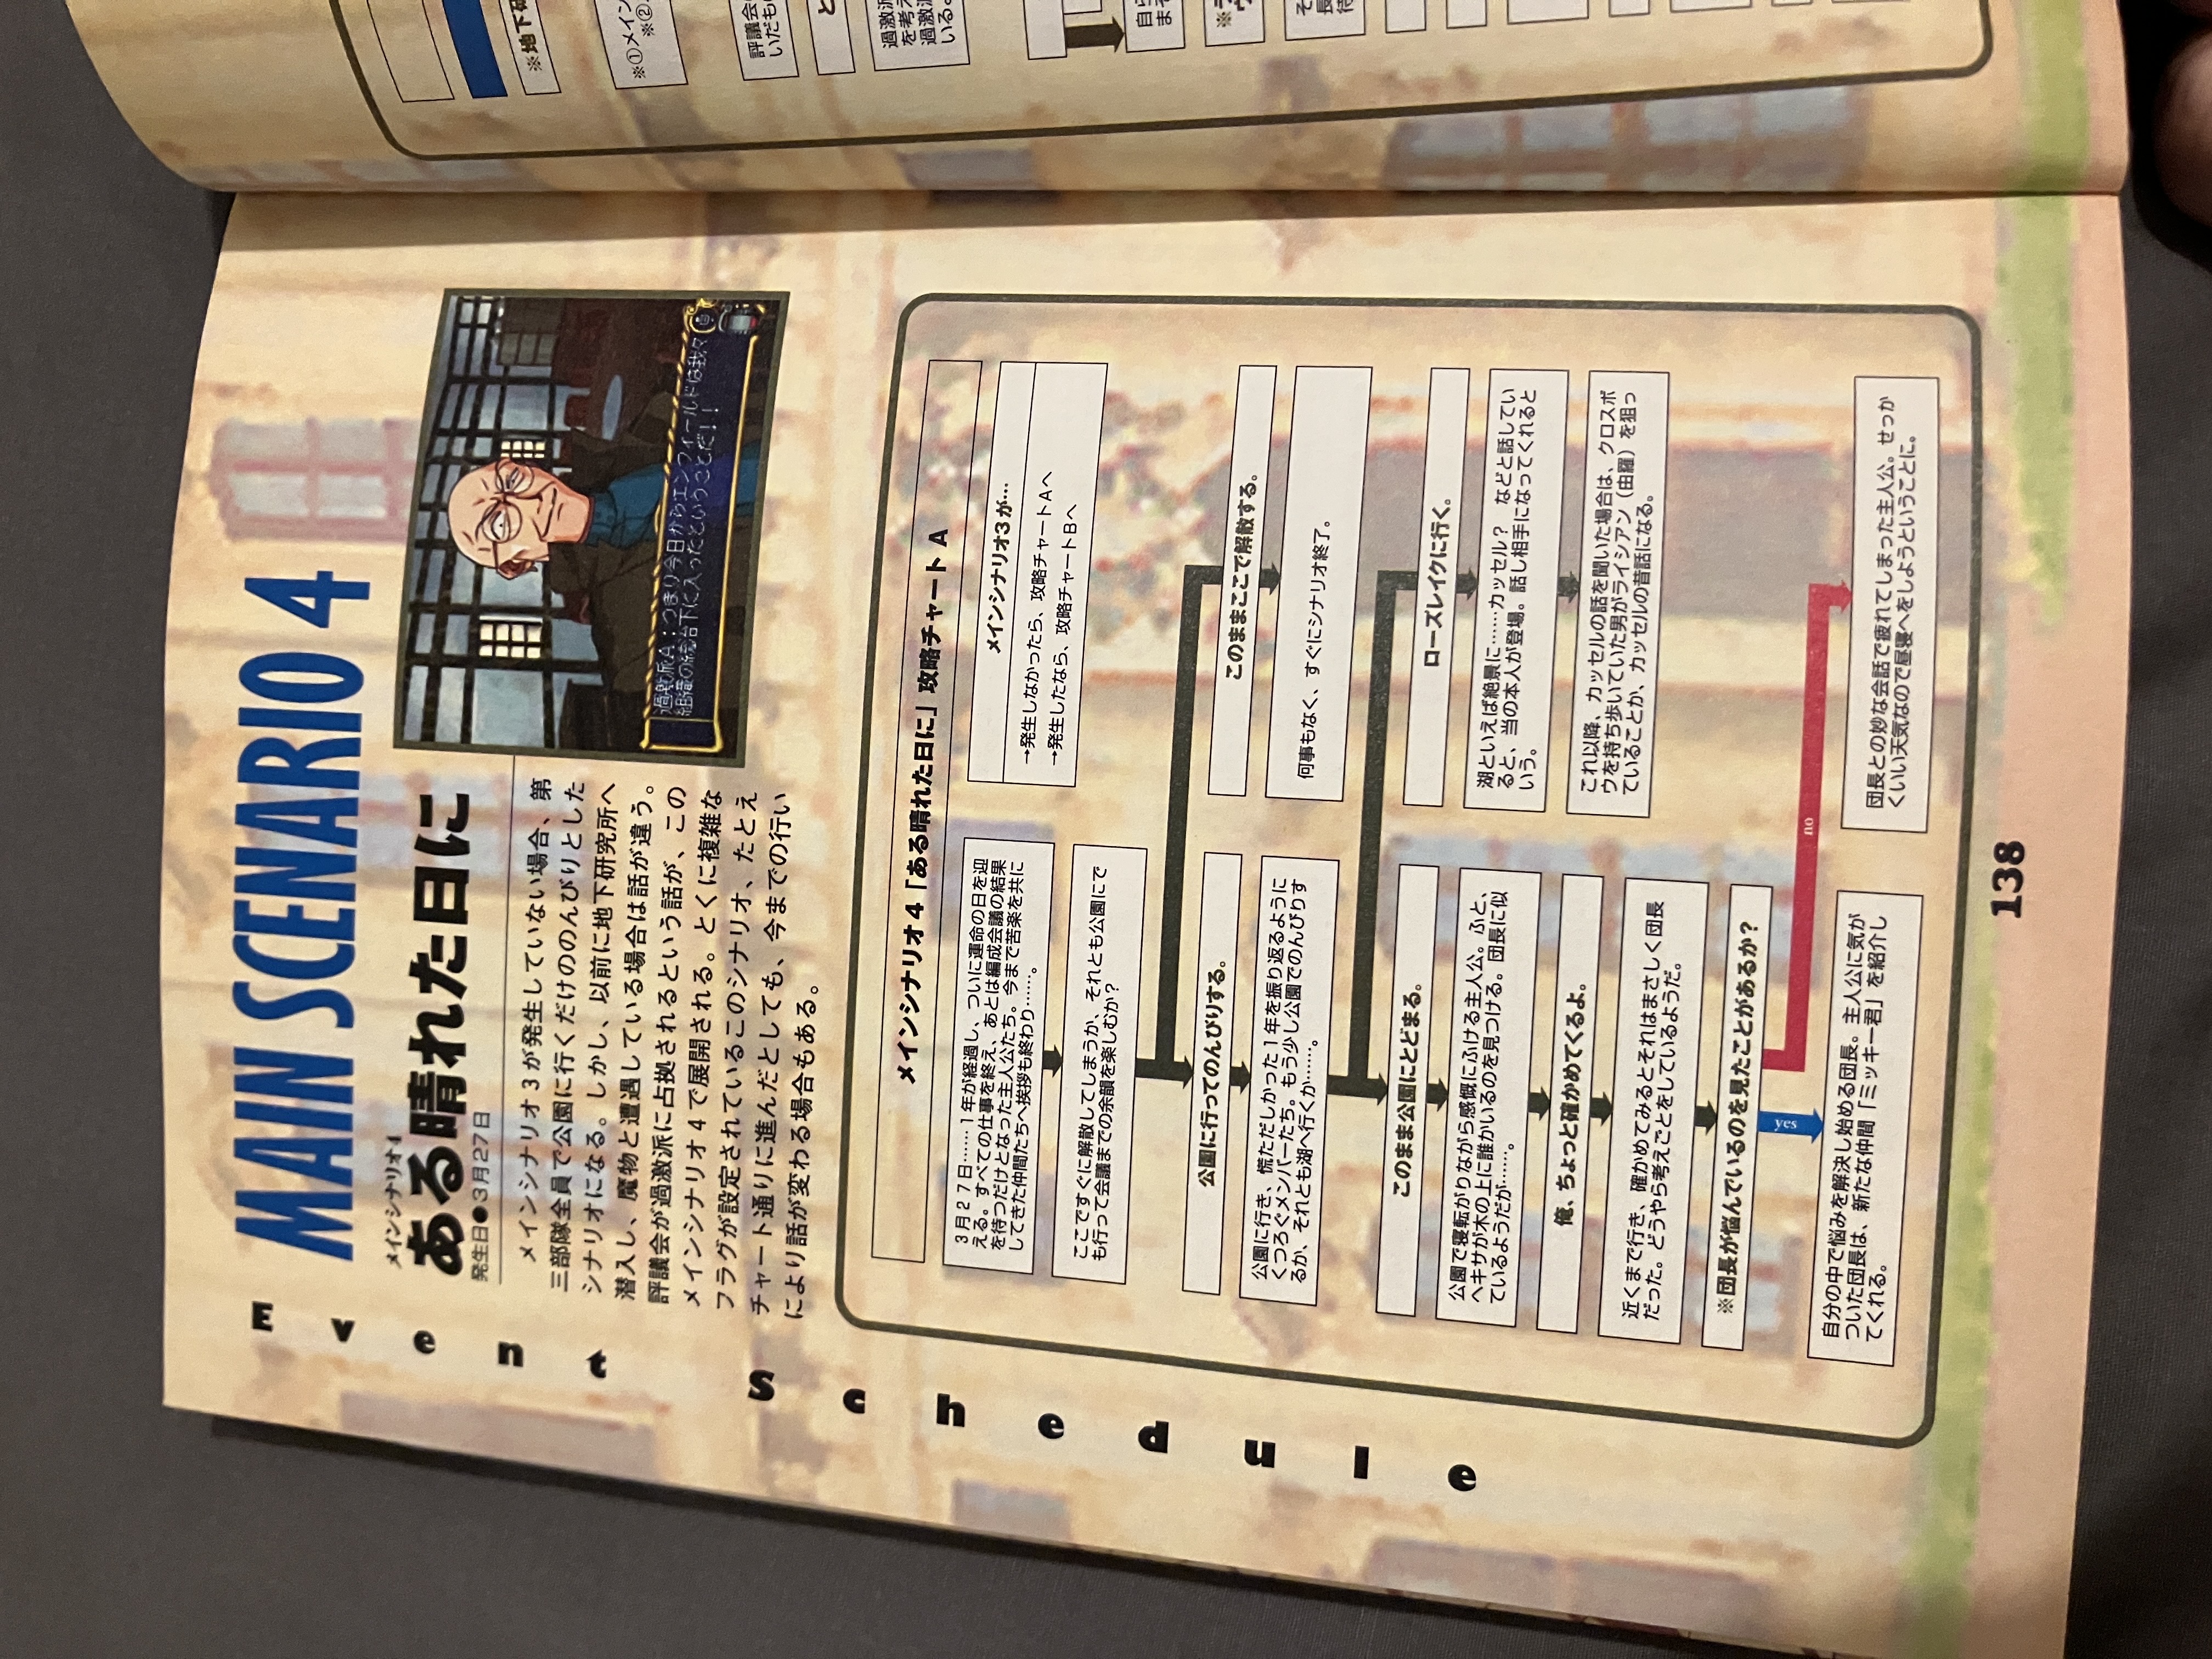 Event Schedule
MAIN SCENARIO 4
メインシナリオ4
ある晴れた日に
発生日●3月27日
メインシナリオ3が発生していない場合、第
三部隊全員で公園に行くだけののんびりとした
シナリオになる。しかし、以前に地下研究所へ
潜入し、魔物と遭遇している場合は話が違う。
評議会が過激派に占拠されるという話が、この
メインシナリオ4で展開される。とくに複雑な
フラグが設定されているこのシナリオ、たとえ
チャート通りに進んだとしても、今までの行い
により話が変わる場合もある。
過激派A：つまり今日からエンフィールドは我々
組織の統治下に入ったということだ！！
メインシナリオ4「ある晴れた日に」攻略チャートA
3月27日……1年が経過し、ついに運命の日を迎
える。すべての仕事を終え、あとは編成会議の結果
を待つだけとなった主人公たち。今まで苦楽を共に
してきた仲間たちへ挨拶も終わり……。
メインシナリオ3が…
→発生しなかったら、攻略チャートAへ
→発生したなら、攻略チャートBへ
ここですぐに解散してしまうか、それとも公園にで
も行って会議までの余韻を楽しむか？
公園に行ってのんびりする。
このままここで解散する。
公園に行き、慌ただしかった1年を振り返るように
くつろぐメンバーたち。もう少し公園でのんびりす
るか、それとも湖へ行くか……。
何事もなく、すぐにシナリオ終了。
このまま公園にとどまる。
ローズレイクに行く。
公園で寝転がりながら感慨にふける主人公。ふと、
ヘキサが木の上に誰かいるのを見つける。団長に似
ているようだが……。
湖といえば絶景に……カッセル？　などと話してい
ると、当の本人が登場。話し相手になってくれると
いう。
俺、ちょっと確かめてくるよ。
これ以降、カッセルの話を聞いた場合は、クロスボ
ウを持ち歩いていた男がライシアン（由羅）を狙っ
ていることか、カッセルの昔話になる。
近くまで行き、確かめてみるとそれはまさしく団長
だった。どうやら考えごとをしているようだ。
※団長が悩んでいるのを見たことがあるか？
yes
no
自分の中で悩みを解決し始める団長。主人公に気が
ついた団長は、新たな仲間「ミッキー君」を紹介し
てくれる。
団長との妙な会話で疲れてしまった主人公。せっか
くいい天気なので昼寝へをしようということに。
138
※地下研
※①メイン
※②
評議会
いだもに
と
過激派
を考え
過激派
いる。
自ら
まそ